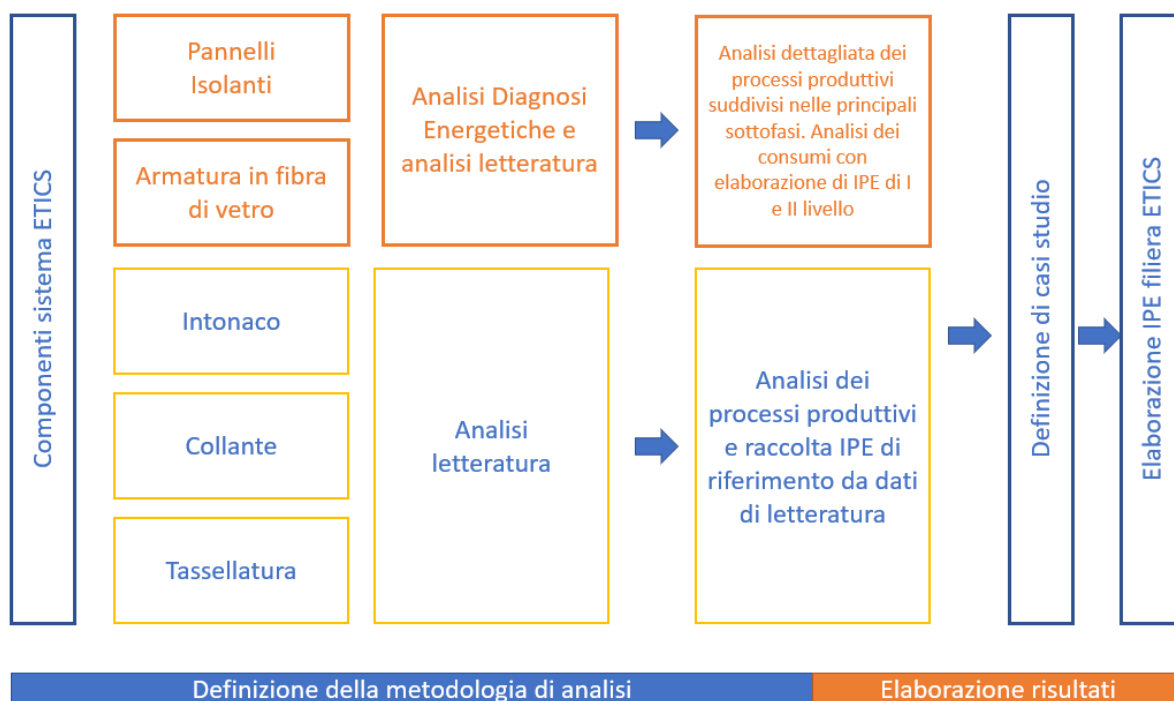 Componenti sistema ETICS
Pannelli
Isolanti
Armatura in fibra
di vetro
Analisi Diagnosi
Energetiche e
analisi letteratura
Analisi dettagliata dei
processi produttivi
suddivisi nelle principali
sottofasi. Analisi dei
consumi con
elaborazione di IPE di I
e II livello
Intonaco
Collante
Tassellatura
Analisi
letteratura
Analisi dei
processi produttivi
e raccolta IPE di
riferimento da dati
di letteratura
Definizione di casi studio
Elaborazione IPE filiera ETICS
Definizione della metodologia di analisi
Elaborazione risultati